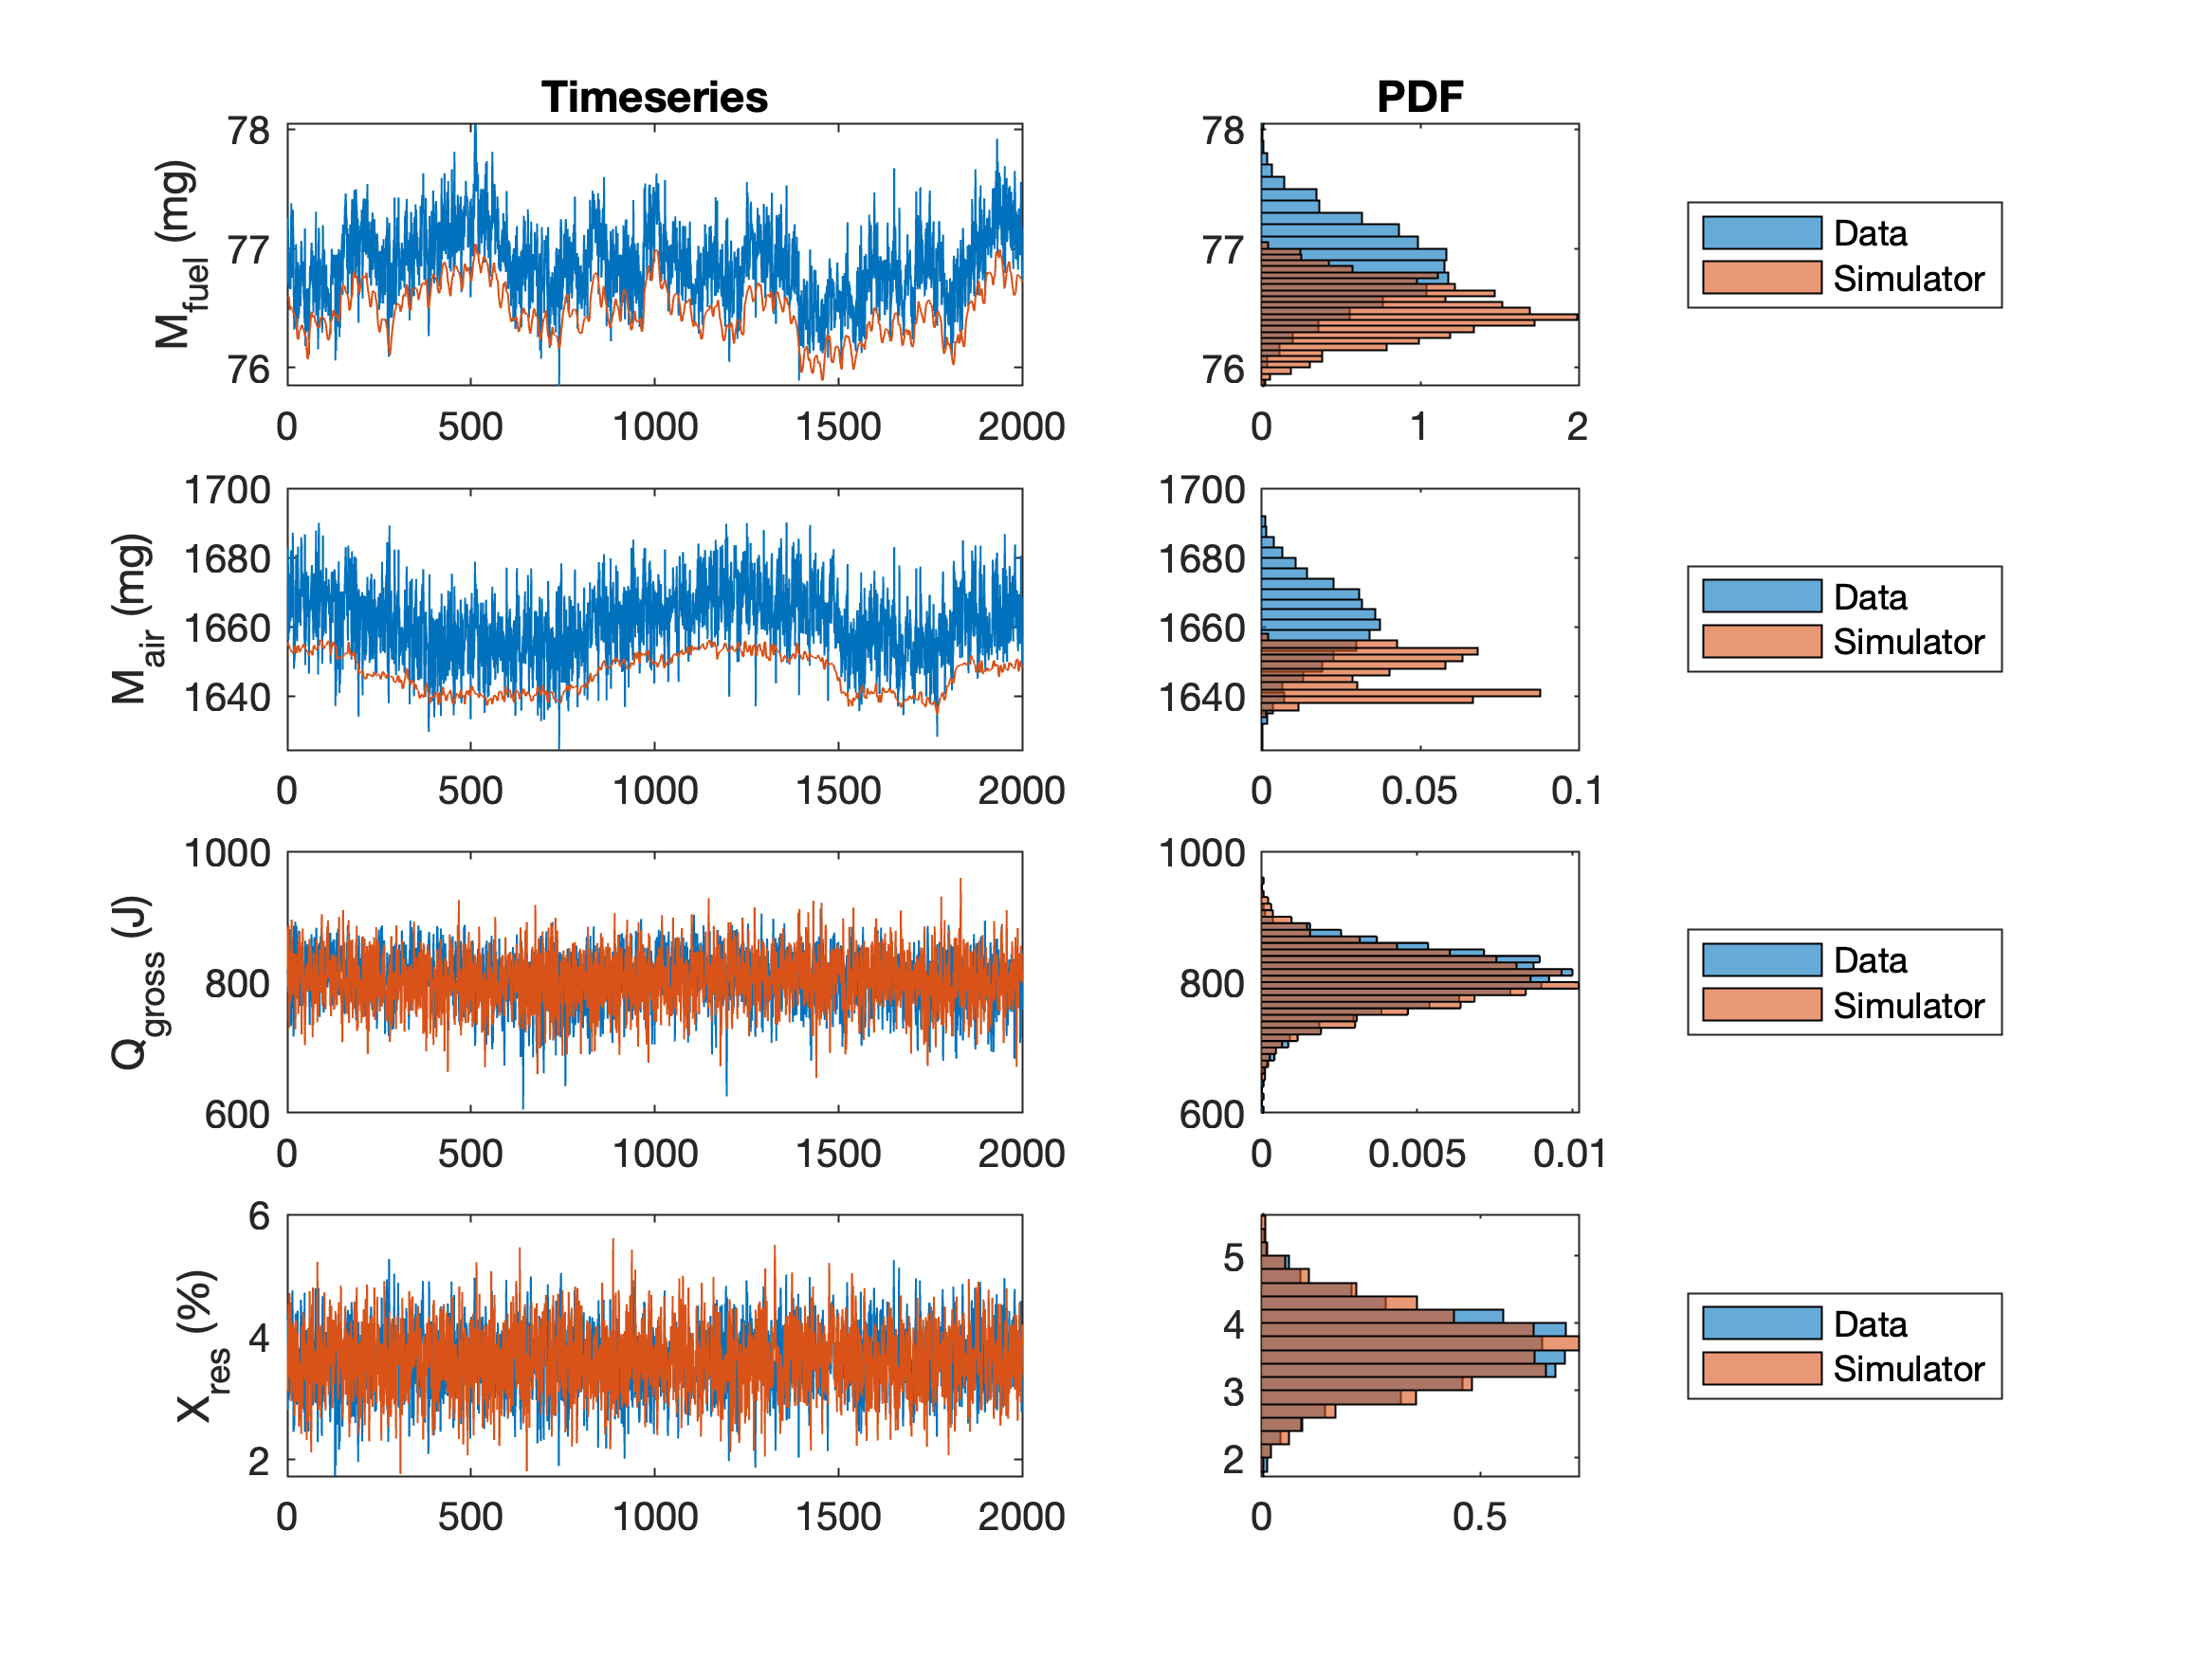 Timeseries
PDF
M_fuel (mg)
78
77
76
0 500 1000 1500 2000
78
77
76
0 1 2
Data
Simulator
M_air (mg)
1700
1680
1660
1640
0 500 1000 1500 2000
1700
1680
1660
1640
0 0.05 0.1
Data
Simulator
Q_gross (J)
1000
800
600
0 500 1000 1500 2000
1000
800
600
0 0.005 0.01
Data
Simulator
X_res (%)
6
4
2
0 500 1000 1500 2000
5
4
3
2
0 0.5
Data
Simulator